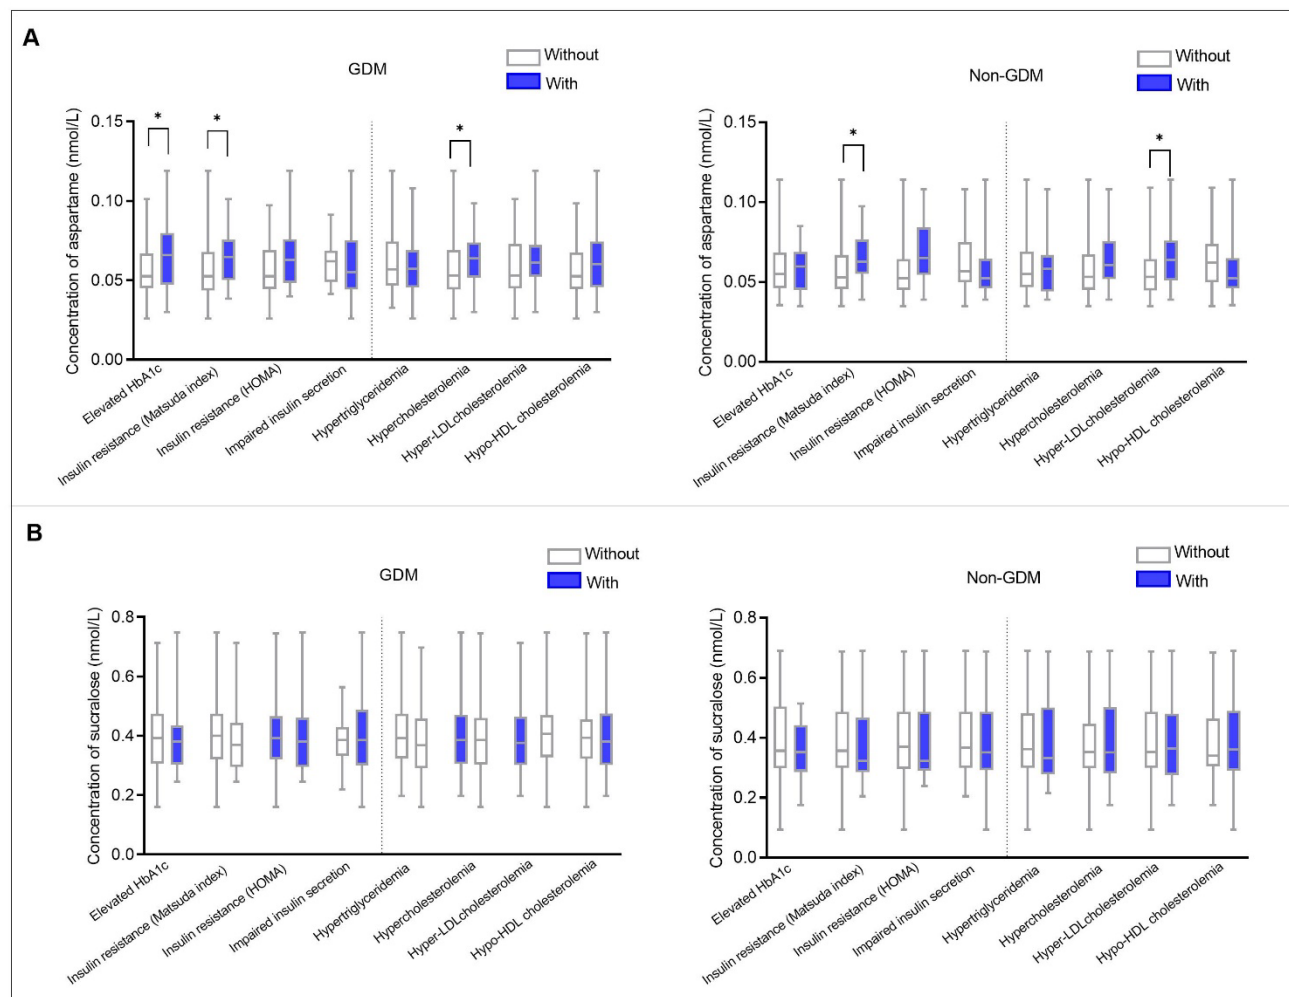 A
GDM
Without
With
Concentration of aspartame (nmol/L)
0.15
0.10
0.05
0.00
*
*
*
Elevated HbA1c
Insulin resistance (Matsuda index)
Insulin resistance (HOMA)
Impaired insulin secretion
Hypertriglyceridemia
Hypercholesterolemia
Hyper-LDLcholesterolemia
Hypo-HDL cholesterolemia
Non-GDM
Without
With
Concentration of aspartame (nmol/L)
0.15
0.10
0.05
0.00
*
*
Elevated HbA1c
Insulin resistance (Matsuda index)
Insulin resistance (HOMA)
Impaired insulin secretion
Hypertriglyceridemia
Hypercholesterolemia
Hyper-LDLcholesterolemia
Hypo-HDL cholesterolemia
B
GDM
Without
With
Concentration of sucralose (nmol/L)
0.8
0.6
0.4
0.2
0.0
Elevated HbA1c
Insulin resistance (Matsuda index)
Insulin resistance (HOMA)
Impaired insulin secretion
Hypertriglyceridemia
Hypercholesterolemia
Hyper-LDLcholesterolemia
Hypo-HDL cholesterolemia
Non-GDM
Without
With
Concentration of sucralose (nmol/L)
0.8
0.6
0.4
0.2
0.0
Elevated HbA1c
Insulin resistance (Matsuda index)
Insulin resistance (HOMA)
Impaired insulin secretion
Hypertriglyceridemia
Hypercholesterolemia
Hyper-LDLcholesterolemia
Hypo-HDL cholesterolemia